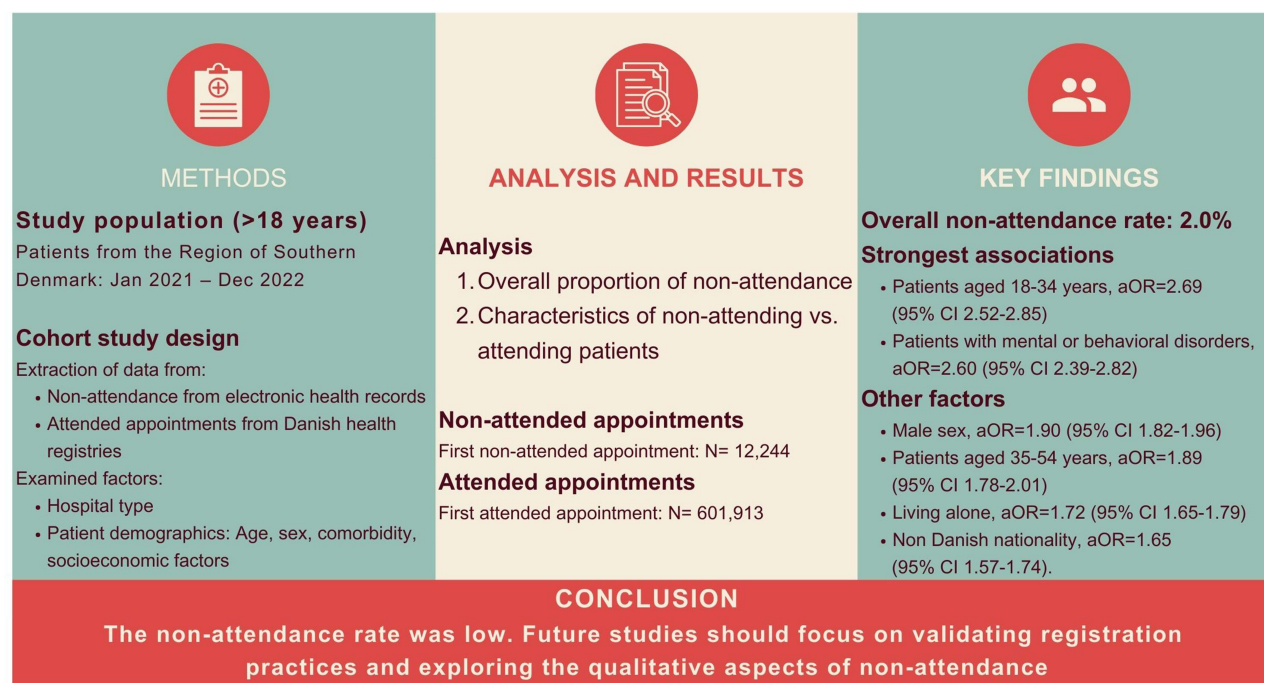 METHODS
Study population (>18 years)
Patients from the Region of Southern
Denmark: Jan 2021 – Dec 2022
Cohort study design
Extraction of data from:
• Non-attendance from electronic health records
• Attended appointments from Danish health
registries
Examined factors:
• Hospital type
• Patient demographics: Age, sex, comorbidity,
socioeconomic factors
ANALYSIS AND RESULTS
Analysis
1. Overall proportion of non-attendance
2. Characteristics of non-attending vs.
attending patients
Non-attended appointments
First non-attended appointment: N= 12,244
Attended appointments
First attended appointment: N= 601,913
KEY FINDINGS
Overall non-attendance rate: 2.0%
Strongest associations
• Patients aged 18-34 years, aOR=2.69
(95% CI 2.52-2.85)
• Patients with mental or behavioral disorders,
aOR=2.60 (95% CI 2.39-2.82)
Other factors
• Male sex, aOR=1.90 (95% CI 1.82-1.96)
• Patients aged 35-54 years, aOR=1.89
(95% CI 1.78-2.01)
• Living alone, aOR=1.72 (95% CI 1.65-1.79)
• Non Danish nationality, aOR=1.65
(95% CI 1.57-1.74).
CONCLUSION
The non-attendance rate was low. Future studies should focus on validating registration
practices and exploring the qualitative aspects of non-attendance